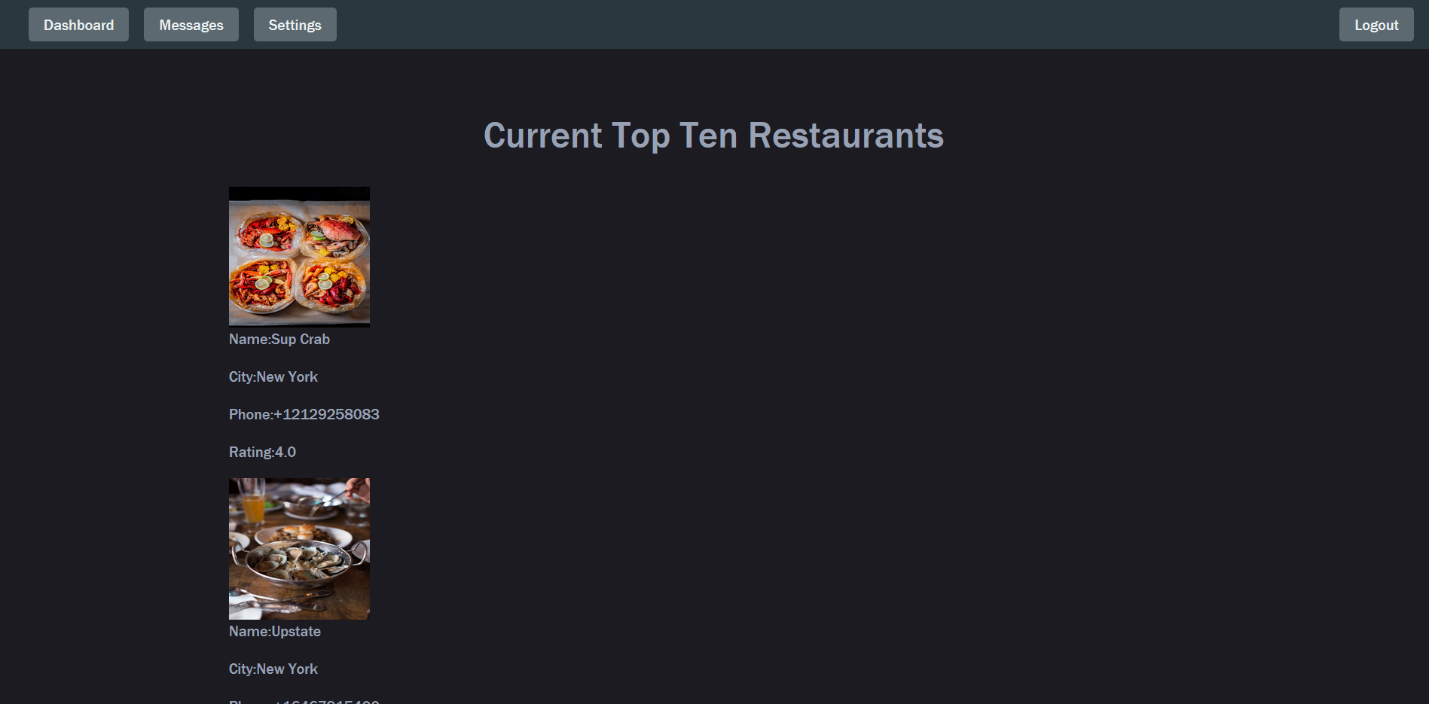 Dashboard Messages Settings Logout
Current Top Ten Restaurants
Name:Sup Crab
City:New York
Phone:+12129258083
Rating:4.0
Name:Upstate
City:New York